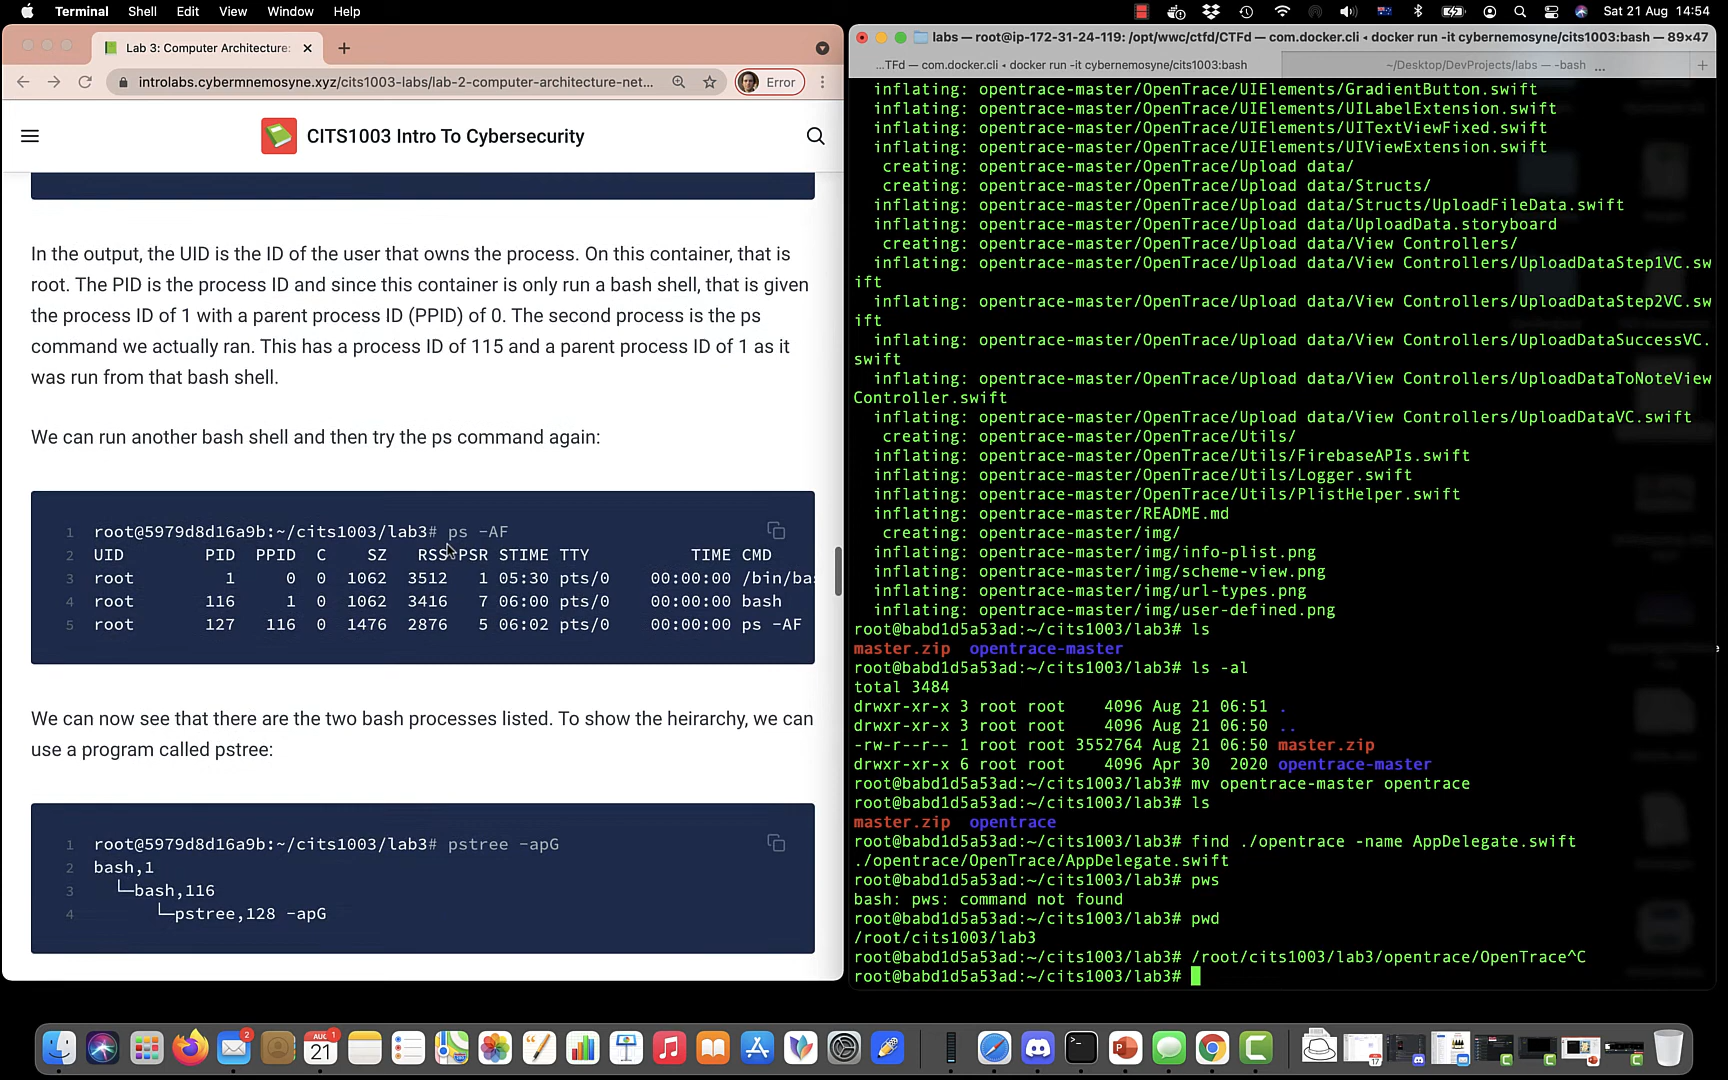 Terminal Shell Edit View Window Help Sat 21 Aug 14:54
Lab 3: Computer Architecture:
introlabs.cybermnemosyne.xyz/cits1003-labs/lab-2-computer-architecture-net... Error
CITS1003 Intro To Cybersecurity
In the output, the UID is the ID of the user that owns the process. On this container, that is
root. The PID is the process ID and since this container is only run a bash shell, that is given
the process ID of 1 with a parent process ID (PPID) of 0. The second process is the ps
command we actually ran. This has a process ID of 115 and a parent process ID of 1 as it
was run from that bash shell.
We can run another bash shell and then try the ps command again:
1 root@5979d8d16a9b:~/cits1003/lab3# ps -AF
2 UID PID PPID C SZ RSS PSR STIME TTY TIME CMD
3 root 1 0 0 1062 3512 1 05:30 pts/0 00:00:00 /bin/bas
4 root 116 1 0 1062 3416 7 06:00 pts/0 00:00:00 bash
5 root 127 116 0 1476 2876 5 06:02 pts/0 00:00:00 ps -AF
We can now see that there are the two bash processes listed. To show the heirarchy, we can
use a program called pstree:
1 root@5979d8d16a9b:~/cits1003/lab3# pstree -apG
2 bash,1
3 └─bash,116
4 └─pstree,128 -apG
labs — root@ip-172-31-24-119: /opt/wwc/ctfd/CTFd — com.docker.cli ◂ docker run -it cybernemosyne/cits1003:bash — 89×47
...TFd — com.docker.cli ◂ docker run -it cybernemosyne/cits1003:bash ~/Desktop/DevProjects/labs — -bash ...
inflating: opentrace-master/OpenTrace/UIElements/GradientButton.swift
inflating: opentrace-master/OpenTrace/UIElements/UILabelExtension.swift
inflating: opentrace-master/OpenTrace/UIElements/UITextViewFixed.swift
inflating: opentrace-master/OpenTrace/UIElements/UIViewExtension.swift
creating: opentrace-master/OpenTrace/Upload data/
creating: opentrace-master/OpenTrace/Upload data/Structs/
inflating: opentrace-master/OpenTrace/Upload data/Structs/UploadFileData.swift
inflating: opentrace-master/OpenTrace/Upload data/UploadData.storyboard
creating: opentrace-master/OpenTrace/Upload data/View Controllers/
inflating: opentrace-master/OpenTrace/Upload data/View Controllers/UploadDataStep1VC.sw
ift
inflating: opentrace-master/OpenTrace/Upload data/View Controllers/UploadDataStep2VC.sw
ift
inflating: opentrace-master/OpenTrace/Upload data/View Controllers/UploadDataSuccessVC.
swift
inflating: opentrace-master/OpenTrace/Upload data/View Controllers/UploadDataToNoteView
Controller.swift
inflating: opentrace-master/OpenTrace/Upload data/View Controllers/UploadDataVC.swift
creating: opentrace-master/OpenTrace/Utils/
inflating: opentrace-master/OpenTrace/Utils/FirebaseAPIs.swift
inflating: opentrace-master/OpenTrace/Utils/Logger.swift
inflating: opentrace-master/OpenTrace/Utils/PlistHelper.swift
inflating: opentrace-master/README.md
creating: opentrace-master/img/
inflating: opentrace-master/img/info-plist.png
inflating: opentrace-master/img/scheme-view.png
inflating: opentrace-master/img/url-types.png
inflating: opentrace-master/img/user-defined.png
root@babd1d5a53ad:~/cits1003/lab3# ls
master.zip opentrace-master
root@babd1d5a53ad:~/cits1003/lab3# ls -al
total 3484
drwxr-xr-x 3 root root 4096 Aug 21 06:51 .
drwxr-xr-x 3 root root 4096 Aug 21 06:50 ..
-rw-r--r-- 1 root root 3552764 Aug 21 06:50 master.zip
drwxr-xr-x 6 root root 4096 Apr 30 2020 opentrace-master
root@babd1d5a53ad:~/cits1003/lab3# mv opentrace-master opentrace
root@babd1d5a53ad:~/cits1003/lab3# ls
master.zip opentrace
root@babd1d5a53ad:~/cits1003/lab3# find ./opentrace -name AppDelegate.swift
./opentrace/OpenTrace/AppDelegate.swift
root@babd1d5a53ad:~/cits1003/lab3# pws
bash: pws: command not found
root@babd1d5a53ad:~/cits1003/lab3# pwd
/root/cits1003/lab3
root@babd1d5a53ad:~/cits1003/lab3# /root/cits1003/lab3/opentrace/OpenTrace^C
root@babd1d5a53ad:~/cits1003/lab3#
2 AUG 21 1